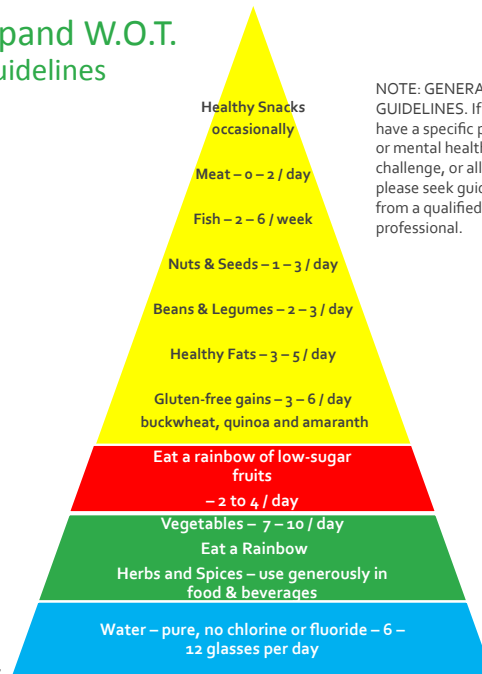 pand W.O.T.
uidelines
NOTE: GENERA
GUIDELINES. If
have a specific p
or mental health
challenge, or all
please seek guid
from a qualified
professional.
Healthy Snacks
occasionally
Meat – 0 – 2 / day
Fish – 2 – 6 / week
Nuts & Seeds – 1 – 3 / day
Beans & Legumes – 2 – 3 / day
Healthy Fats – 3 – 5 / day
Gluten-free gains – 3 – 6 / day
buckwheat, quinoa and amaranth
Eat a rainbow of low-sugar
fruits
– 2 to 4 / day
Vegetables – 7 – 10 / day
Eat a Rainbow
Herbs and Spices – use generously in
food & beverages
Water – pure, no chlorine or fluoride – 6 –
12 glasses per day